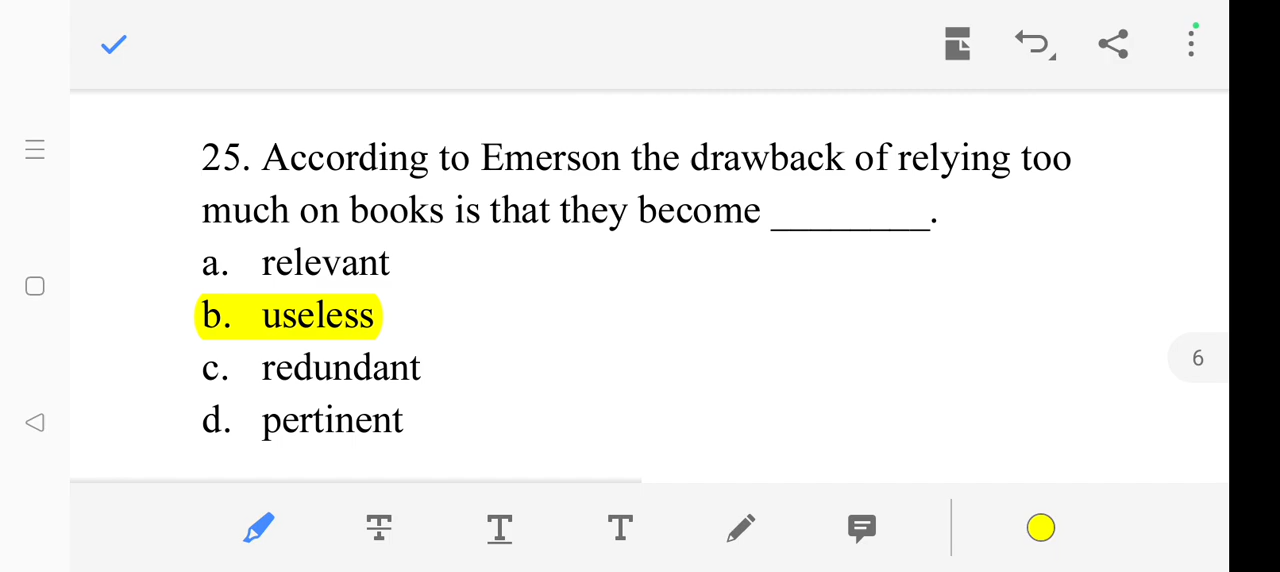 25. According to Emerson the drawback of relying too
much on books is that they become ________.
a. relevant
b. useless
c. redundant
d. pertinent
6
T
T
T